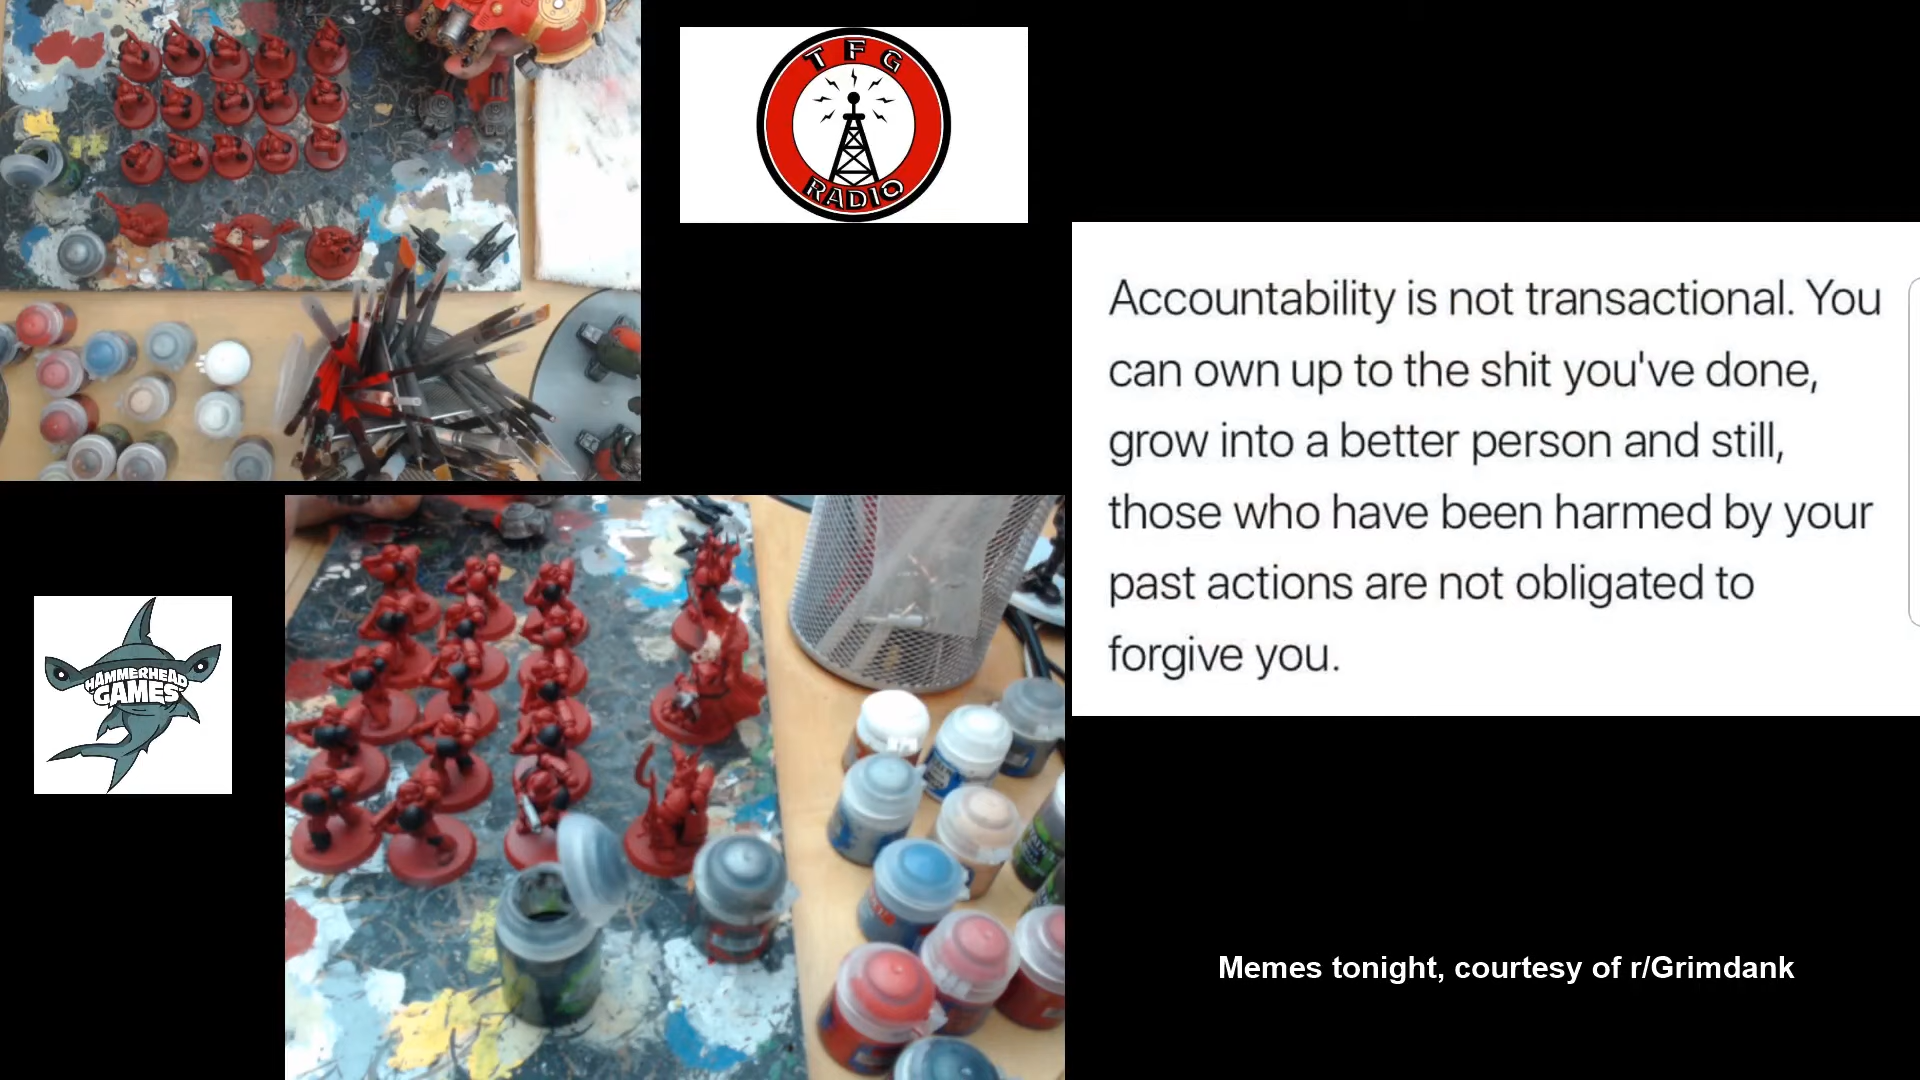 TFG
RADIO
Accountability is not transactional. You
can own up to the shit you've done,
grow into a better person and still,
those who have been harmed by your
past actions are not obligated to
forgive you.
HAMMERHEAD
GAMES
Memes tonight, courtesy of r/Grimdank